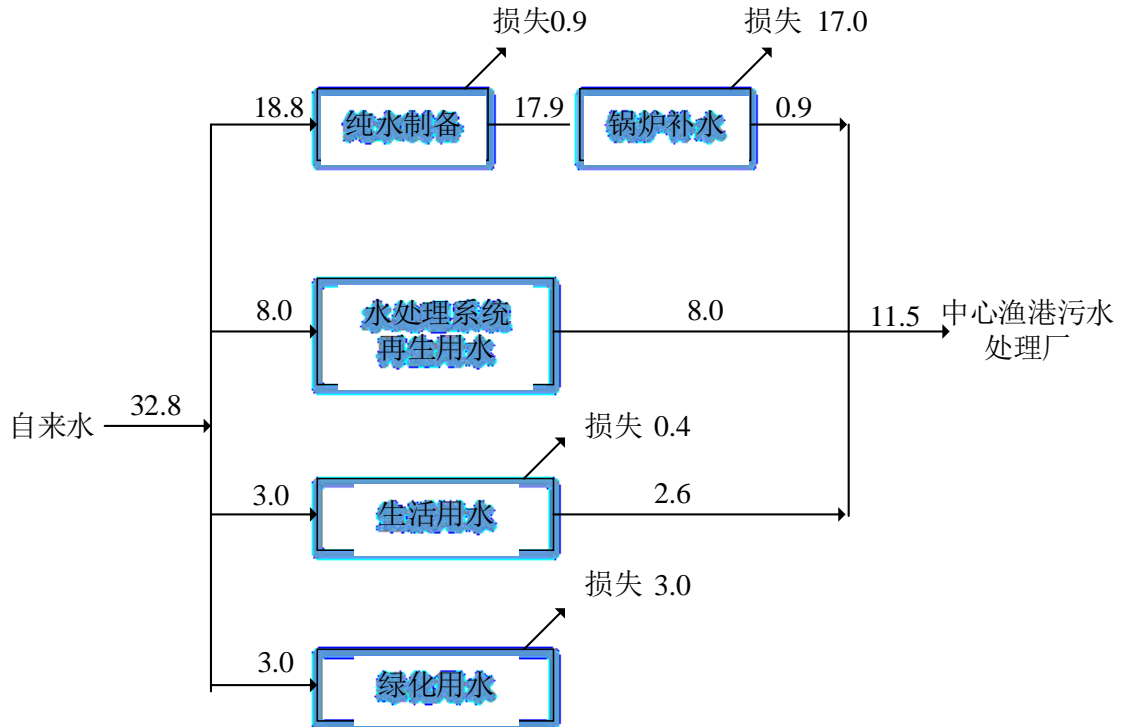 损失0.9
损失 17.0
18.8
纯水制备
17.9
锅炉补水
0.9
8.0
水处理系统
再生用水
8.0
11.5
中心渔港污水
处理厂
自来水
32.8
损失 0.4
3.0
生活用水
2.6
损失 3.0
3.0
绿化用水